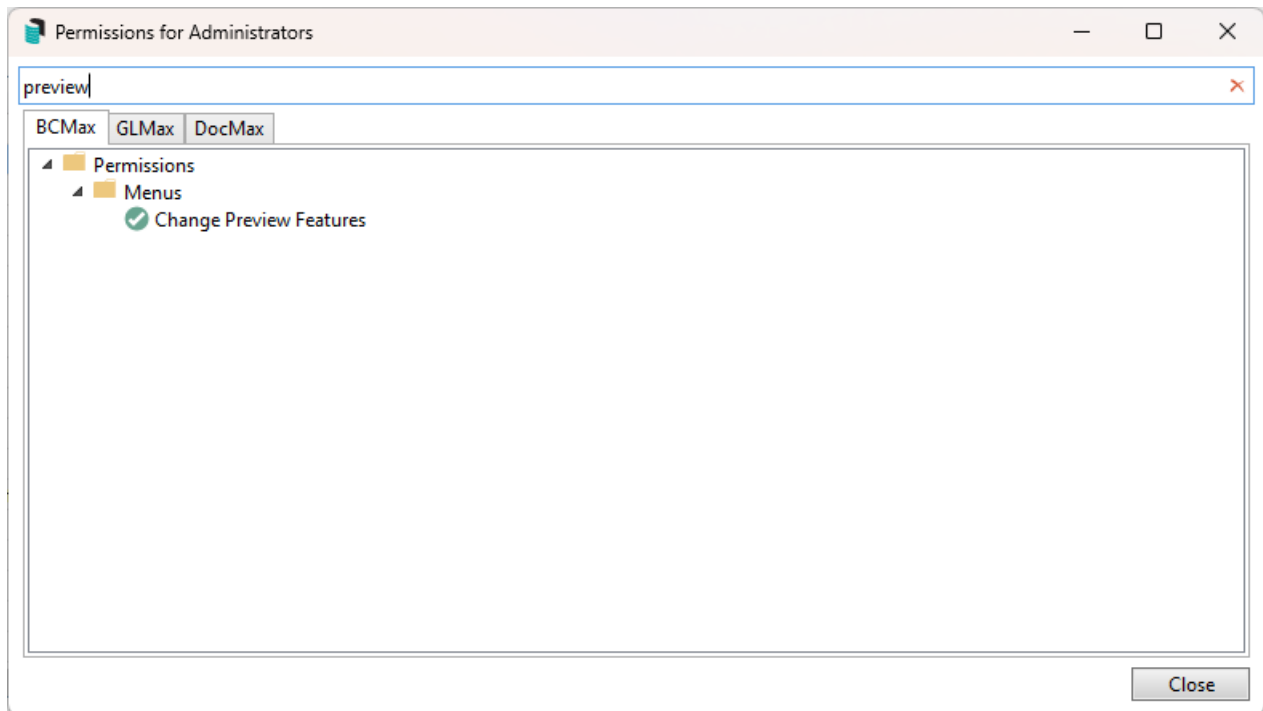 Permissions for Administrators
preview
BCMax GLMax DocMax
Permissions
Menus
Change Preview Features
Close